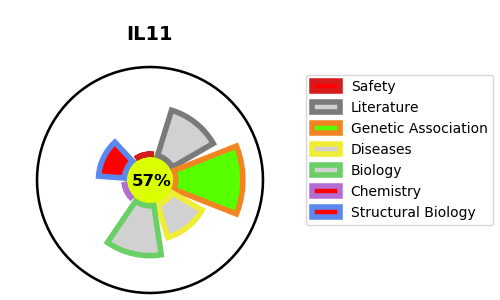 IL11
57%
Safety
Literature
Genetic Association
Diseases
Biology
Chemistry
Structural Biology